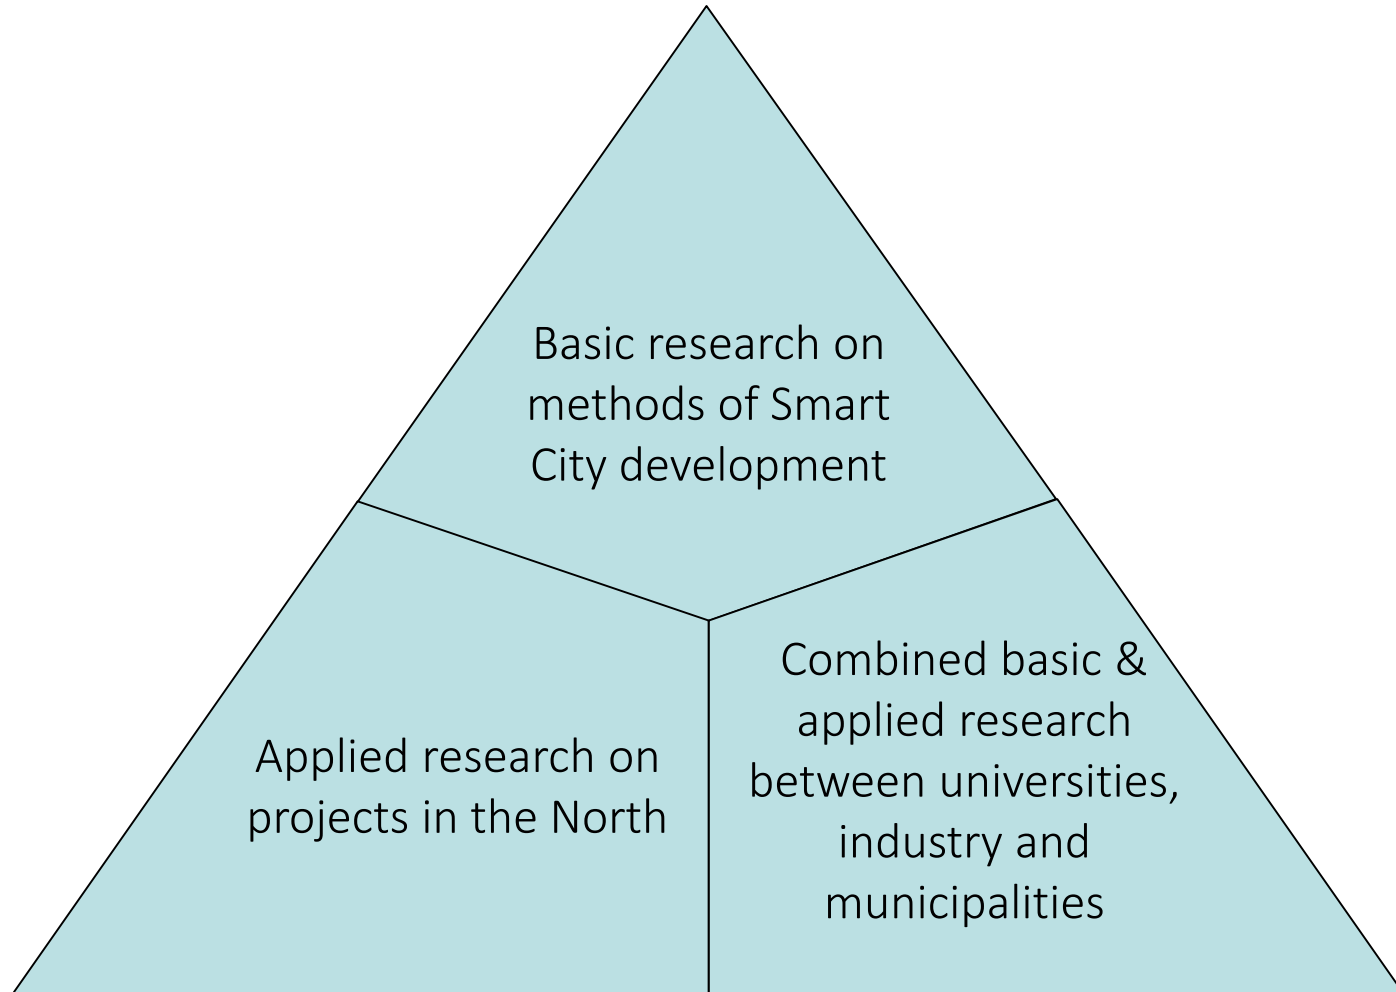 Basic research on
methods of Smart
City development
Applied research on
projects in the North
Combined basic &
applied research
between universities,
industry and
municipalities